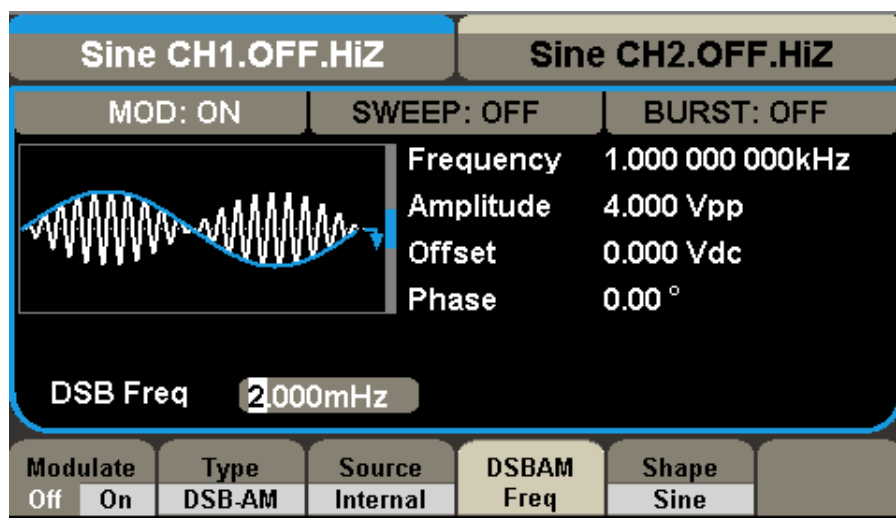 Sine CH1.OFF.HiZ Sine CH2.OFF.HiZ
MOD: ON SWEEP: OFF BURST: OFF
Frequency 1.000 000 000kHz
Amplitude 4.000 Vpp
Offset 0.000 Vdc
Phase 0.00 °
DSB Freq 2.000mHz
Modulate Type Source DSBAM Shape
Off On DSB-AM Internal Freq Sine